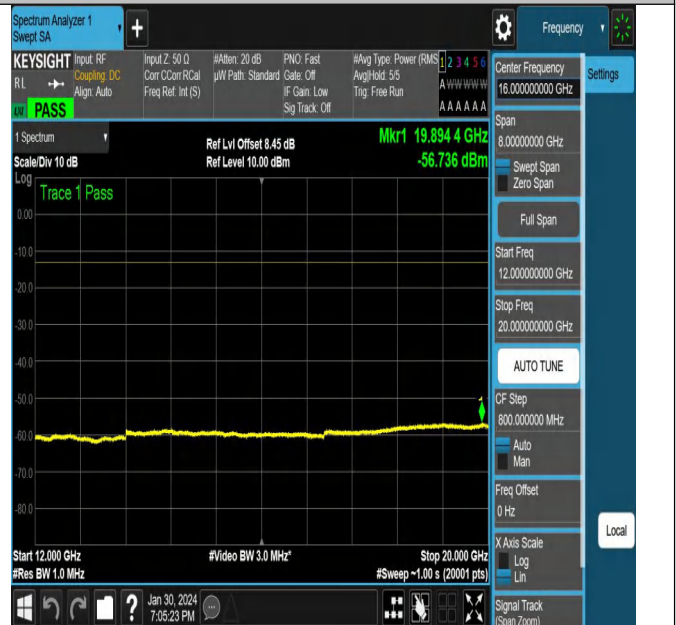 Spectrum Analyzer 1
Swept SA
+
Frequency
KEYSIGHT
RL
PASS
Input: RF
Coupling: DC
Align: Auto
Input Z: 50 Ω
Corr CCorr RCal
Freq Ref: Int (S)
#Atten: 20 dB
µW Path: Standard
PNO: Fast
Gate: Off
IF Gain: Low
Sig Track: Off
#Avg Type: Power (RMS
Avg|Hold: 5/5
Trig: Free Run
1 2 3 4 5 6
A W W W W W
A A A A A A
Center Frequency
16.000000000 GHz
Settings
Span
8.00000000 GHz
Swept Span
Zero Span
Full Span
Start Freq
12.000000000 GHz
Stop Freq
20.000000000 GHz
AUTO TUNE
CF Step
800.000000 MHz
Auto
Man
Freq Offset
0 Hz
X Axis Scale
Log
Lin
Signal Track
(Span Zoom)
Local
1 Spectrum
Scale/Div 10 dB
Log
Ref Lvl Offset 8.45 dB
Ref Level 10.00 dBm
Mkr1 19.894 4 GHz
-56.736 dBm
Trace 1 Pass
0.00
-10.0
-20.0
-30.0
-40.0
-50.0
-60.0
-70.0
-80.0
Start 12.000 GHz
#Res BW 1.0 MHz
#Video BW 3.0 MHz*
Stop 20.000 GHz
#Sweep ~1.00 s (20001 pts)
?
Jan 30, 2024
7:05:23 PM